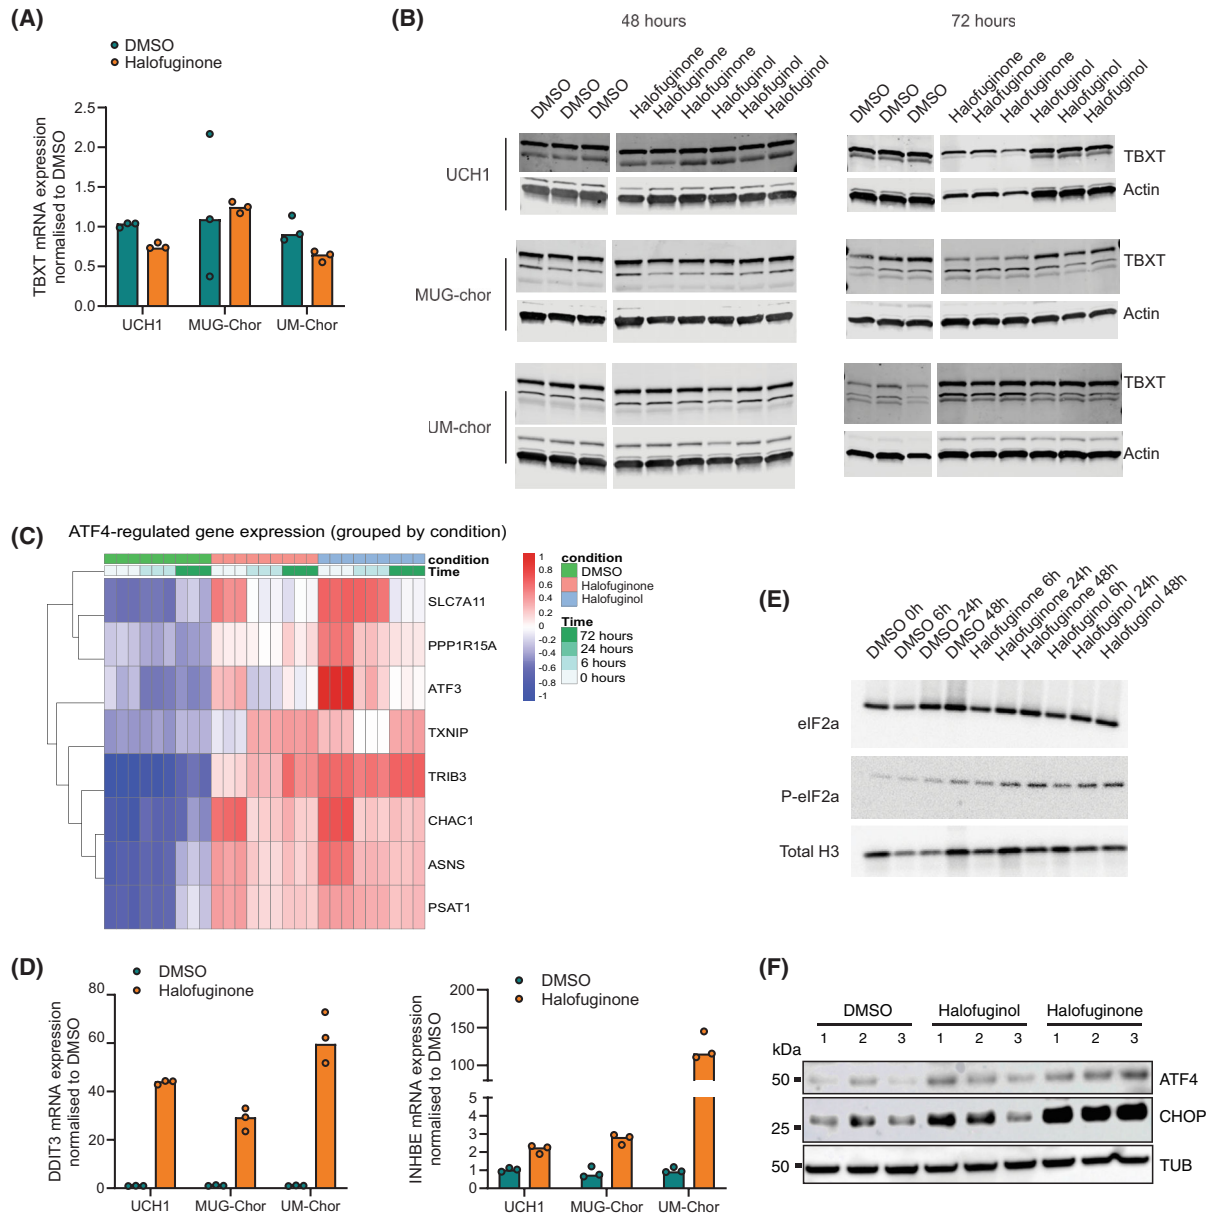 (A)
DMSO
Halofuginone
TBXT mRNA expression
normalised to DMSO
2.5
2.0
1.5
1.0
0.5
0.0
UCH1 MUG-Chor UM-Chor
(B)
48 hours 72 hours
DMSO DMSO DMSO Halofuginone Halofuginone Halofuginone Halofuginol Halofuginol Halofuginol
DMSO DMSO DMSO Halofuginone Halofuginone Halofuginone Halofuginol Halofuginol Halofuginol
UCH1
TBXT
Actin
MUG-chor
TBXT
Actin
UM-chor
TBXT
Actin
(C)
ATF4-regulated gene expression (grouped by condition)
condition
Time
SLC7A11
PPP1R15A
ATF3
TXNIP
TRIB3
CHAC1
ASNS
PSAT1
1
0.8
0.6
0.4
0.2
0
-0.2
-0.4
-0.6
-0.8
-1
condition
DMSO
Halofuginone
Halofuginol
Time
72 hours
24 hours
6 hours
0 hours
(E)
DMSO 0h
DMSO 6h
DMSO 24h
DMSO 48h
Halofuginone 6h
Halofuginone 24h
Halofuginone 48h
Halofuginol 6h
Halofuginol 24h
Halofuginol 48h
eIF2a
P-eIF2a
Total H3
(D)
DMSO
Halofuginone
DDIT3 mRNA expression
normalised to DMSO
80
60
40
20
0
UCH1 MUG-Chor UM-Chor
DMSO
Halofuginone
INHBE mRNA expression
normalised to DMSO
200
150
100
5
4
3
2
1
0
UCH1 MUG-Chor UM-Chor
(F)
DMSO Halofuginol Halofuginone
1 2 3 1 2 3 1 2 3
kDa
50 ATF4
25 CHOP
50 TUB